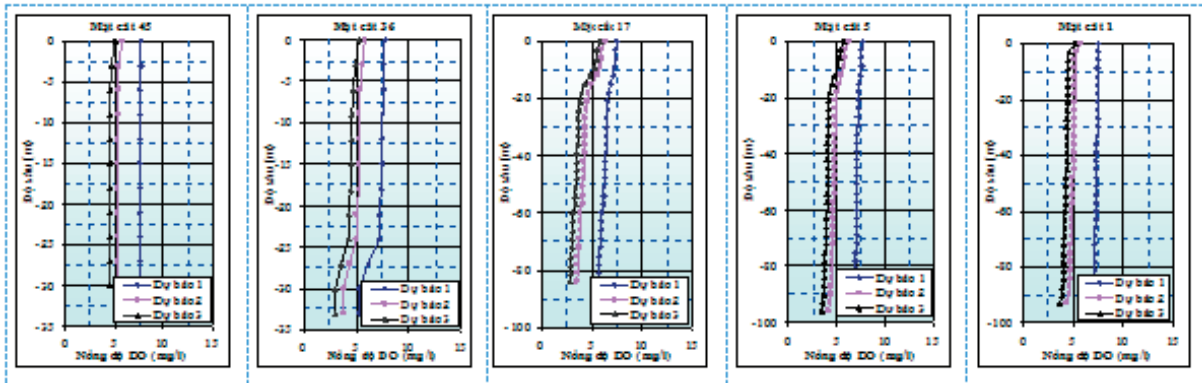 Mặt cắt 45
0
-5
-10
-15
-20
-25
-30
-35
Độ sâu (m)
Dự báo 1
Dự báo 2
Dự báo 3
0 5 10 15
Nồng độ DO (mg/l)
Mặt cắt 36
0
-5
-10
-15
-20
-25
-30
-35
Độ sâu (m)
Dự báo 1
Dự báo 2
Dự báo 3
0 5 10 15
Nồng độ DO (mg/l)
Mặt cắt 17
0
-20
-40
-60
-80
-100
Độ sâu (m)
Dự báo 1
Dự báo 2
Dự báo 3
0 5 10 15
Nồng độ DO (mg/l)
Mặt cắt 5
0
-20
-40
-60
-80
-100
Độ sâu (m)
Dự báo 1
Dự báo 2
Dự báo 3
0 5 10 15
Nồng độ DO (mg/l)
Mặt cắt 1
0
-20
-40
-60
-80
-100
Độ sâu (m)
Dự báo 1
Dự báo 2
Dự báo 3
0 5 10 15
Nồng độ DO (mg/l)